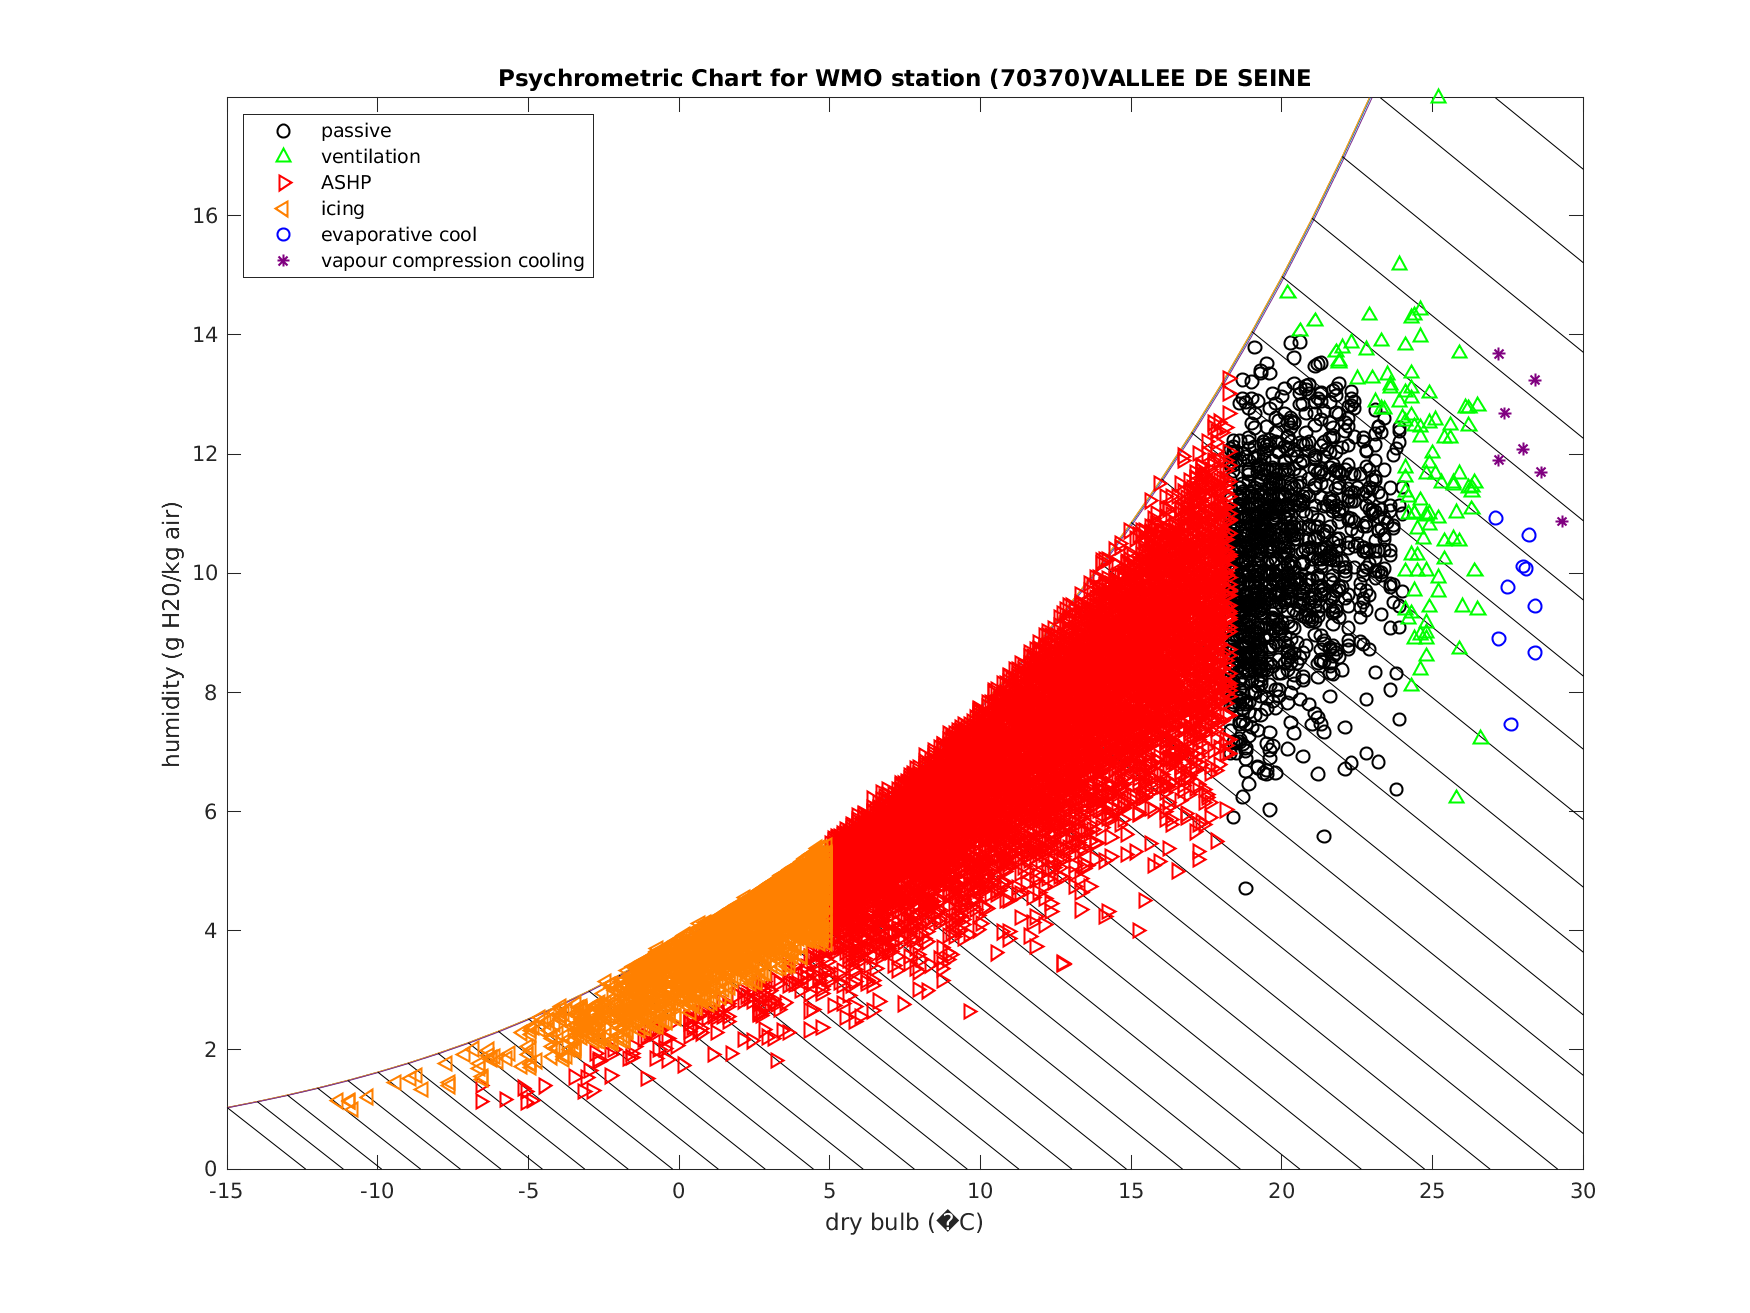 Psychrometric Chart for WMO station (70370)VALLEE DE SEINE
passive
ventilation
ASHP
icing
evaporative cool
vapour compression cooling
humidity (g H20/kg air)
16
14
12
10
8
6
4
2
0
-15 -10 -5 0 5 10 15 20 25 30
dry bulb (�C)